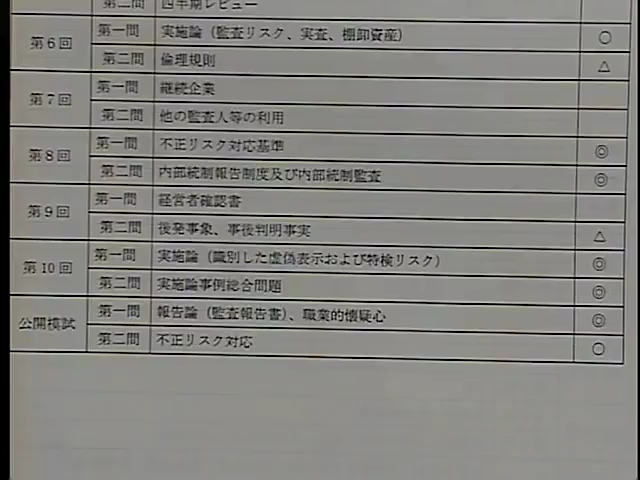 第二問 四半期レビュー
第6回 第一問 実施論（監査リスク、実査、棚卸資産） ○
第二問 倫理規則 △
第7回 第一問 継続企業
第二問 他の監査人等の利用
第8回 第一問 不正リスク対応基準 ◎
第二問 内部統制報告制度及び内部統制監査 ◎
第9回 第一問 経営者確認書
第二問 後発事象、事後判明事実 △
第10回 第一問 実施論（識別した虚偽表示および特検リスク） ◎
第二問 実施論事例総合問題 ◎
公開模試 第一問 報告論（監査報告書）、職業的懐疑心 ◎
第二問 不正リスク対応 ○